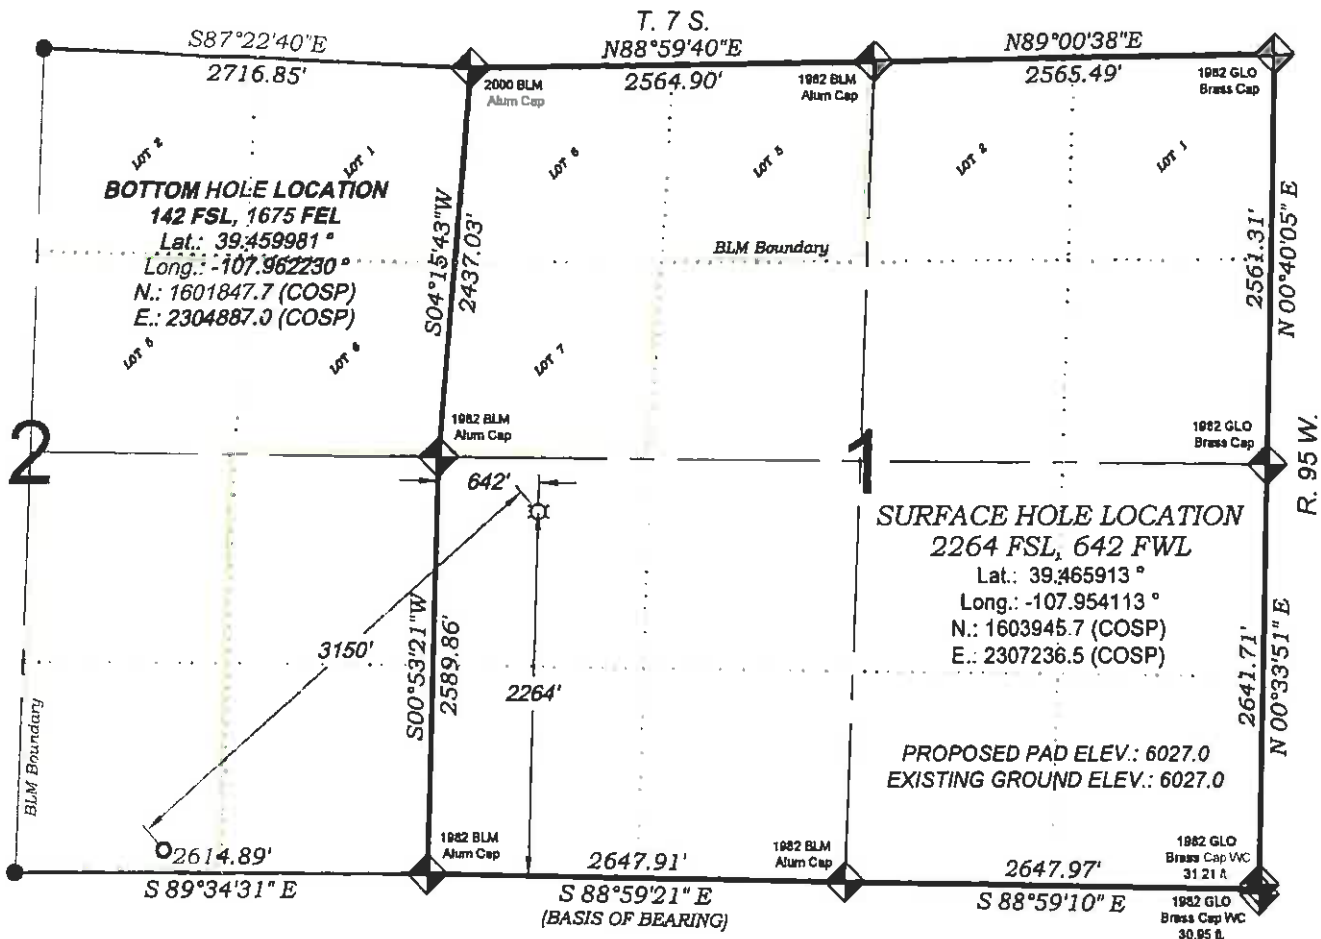 T. 7 S.
S87°22'40"E
2716.85'
N88°59'40"E
2564.90'
N89°00'38"E
2565.49'
2000 BLM
Alum Cap
1982 BLM
Alum Cap
1982 GLO
Brass Cap
LOT 2
LOT 1
LOT 6
LOT 5
LOT 2
LOT 1
BOTTOM HOLE LOCATION
142 FSL, 1675 FEL
Lat.: 39.459981 °
Long.: -107.962230 °
N.: 1601847.7 (COSP)
E.: 2304887.0 (COSP)
S04°15'43"W
2437.03'
BLM Boundary
2561.31'
N 00°40'05" E
LOT 5
LOT 6
LOT 7
1982 BLM
Alum Cap
1982 GLO
Brass Cap
2
1
R. 95 W.
642'
SURFACE HOLE LOCATION
2264 FSL, 642 FWL
Lat.: 39.465913 °
Long.: -107.954113 °
N.: 1603945.7 (COSP)
E.: 2307236.5 (COSP)
3150'
S00°53'21"W
2589.86'
2264'
2641.71'
N 00°33'51" E
BLM Boundary
PROPOSED PAD ELEV.: 6027.0
EXISTING GROUND ELEV.: 6027.0
1982 BLM
Alum Cap
1982 BLM
Alum Cap
1982 GLO
Brass Cap WC
31.21 ft.
2614.89'
S 89°34'31" E
2647.91'
S 88°59'21" E
(BASIS OF BEARING)
2647.97'
S 88°59'10" E
1982 GLO
Brass Cap WC
30.95 ft.